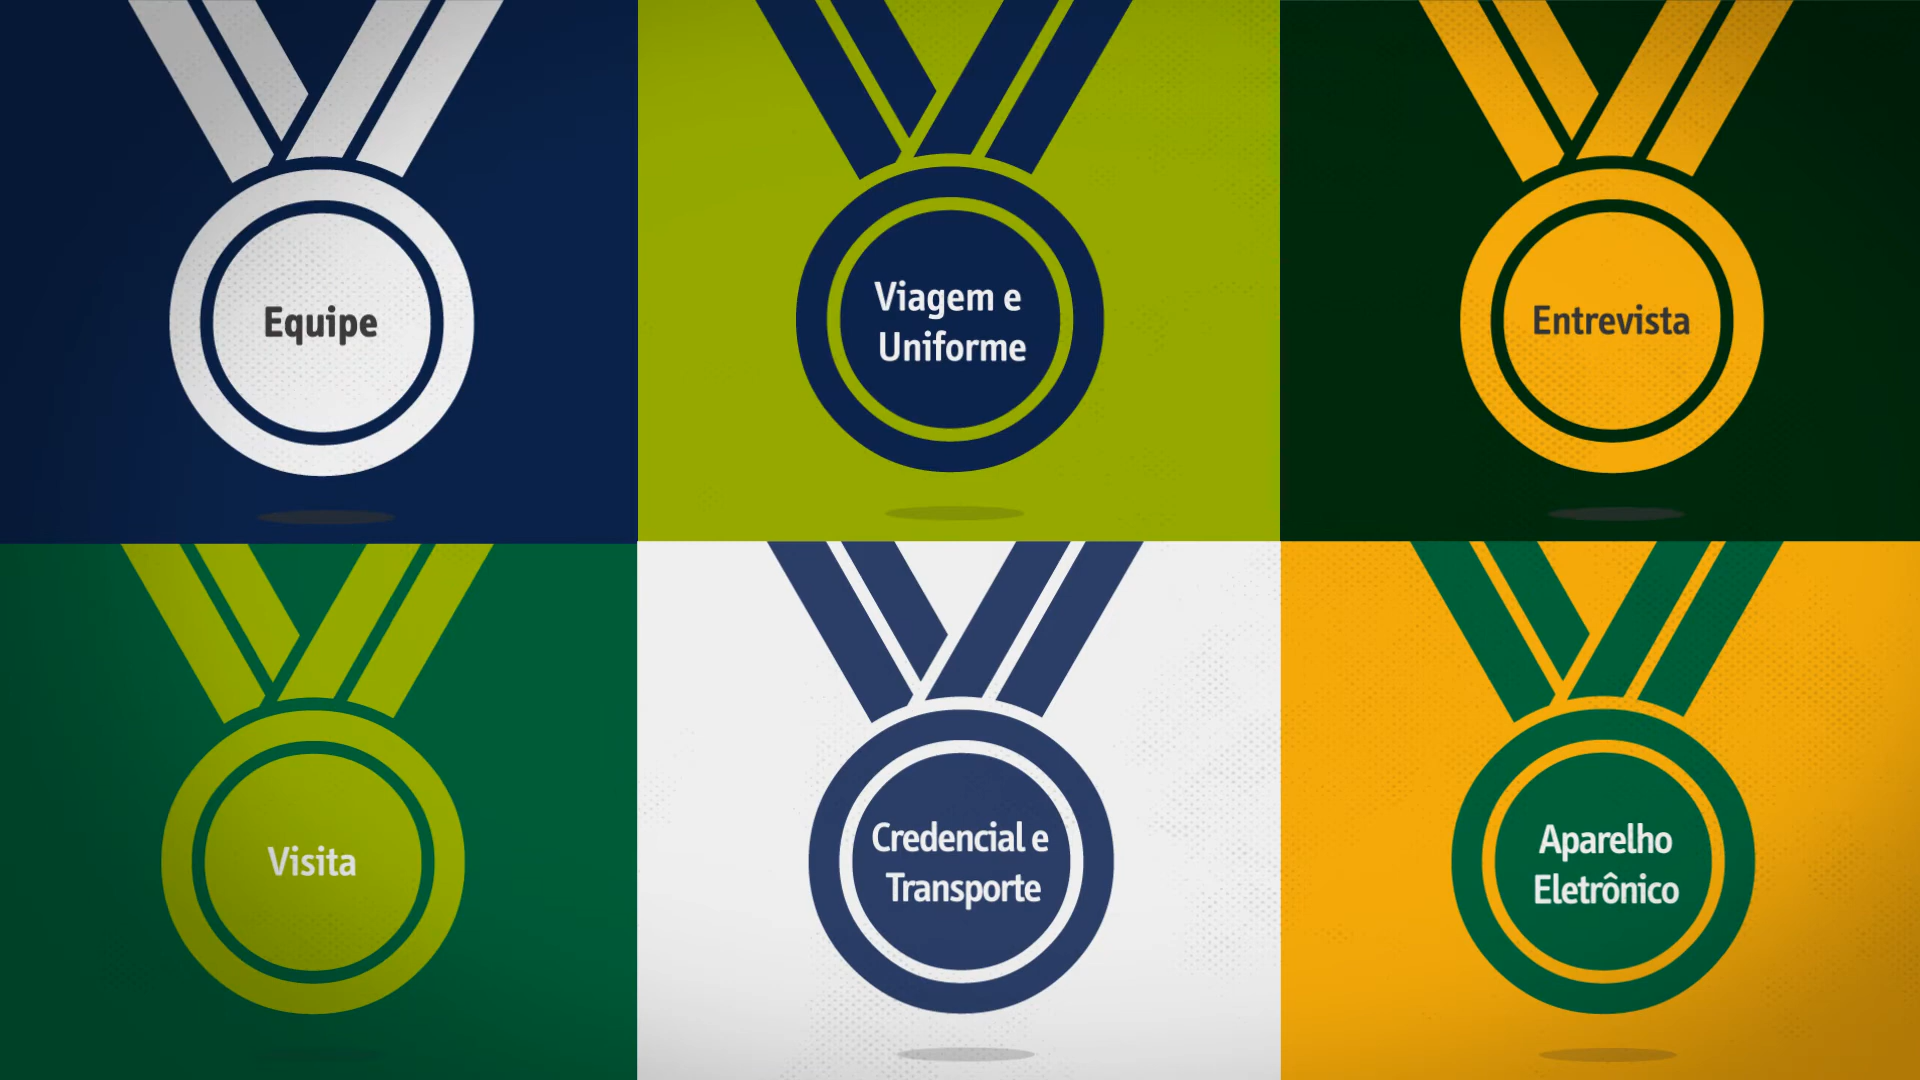 Equipe
Viagem e
Uniforme
Entrevista
Visita
Credencial e
Transporte
Aparelho
Eletrônico